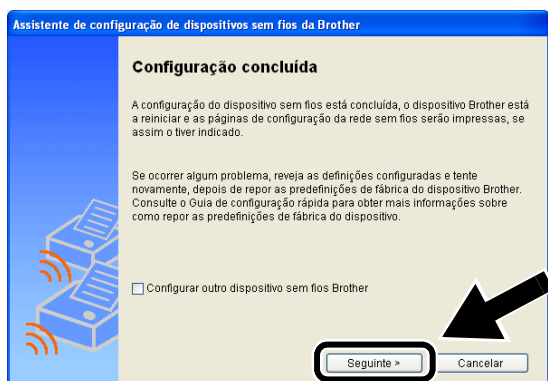 Assistente de configuração de dispositivos sem fios da Brother
Configuração concluída
A configuração do dispositivo sem fios está concluída, o dispositivo Brother está
a reiniciar e as páginas de configuração da rede sem fios serão impressas, se
assim o tiver indicado.
Se ocorrer algum problema, reveja as definições configuradas e tente
novamente, depois de repor as predefinições de fábrica do dispositivo Brother.
Consulte o Guia de configuração rápida para obter mais informações sobre
como repor as predefinições de fábrica do dispositivo.
Configurar outro dispositivo sem fios Brother
Seguinte »
Cancelar